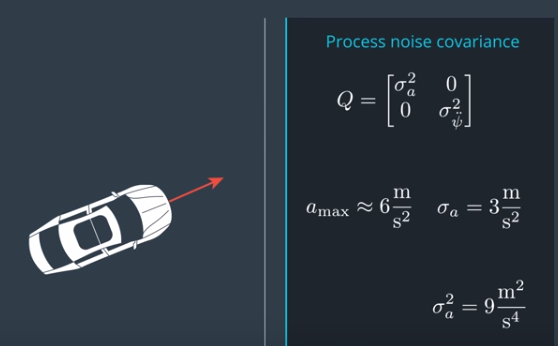 Process noise covariance
Q = [σ_a^2 0
0 σ_ψ̈^2]
a_max ≈ 6 m/s^2 σ_a = 3 m/s^2
σ_a^2 = 9 m^2/s^4